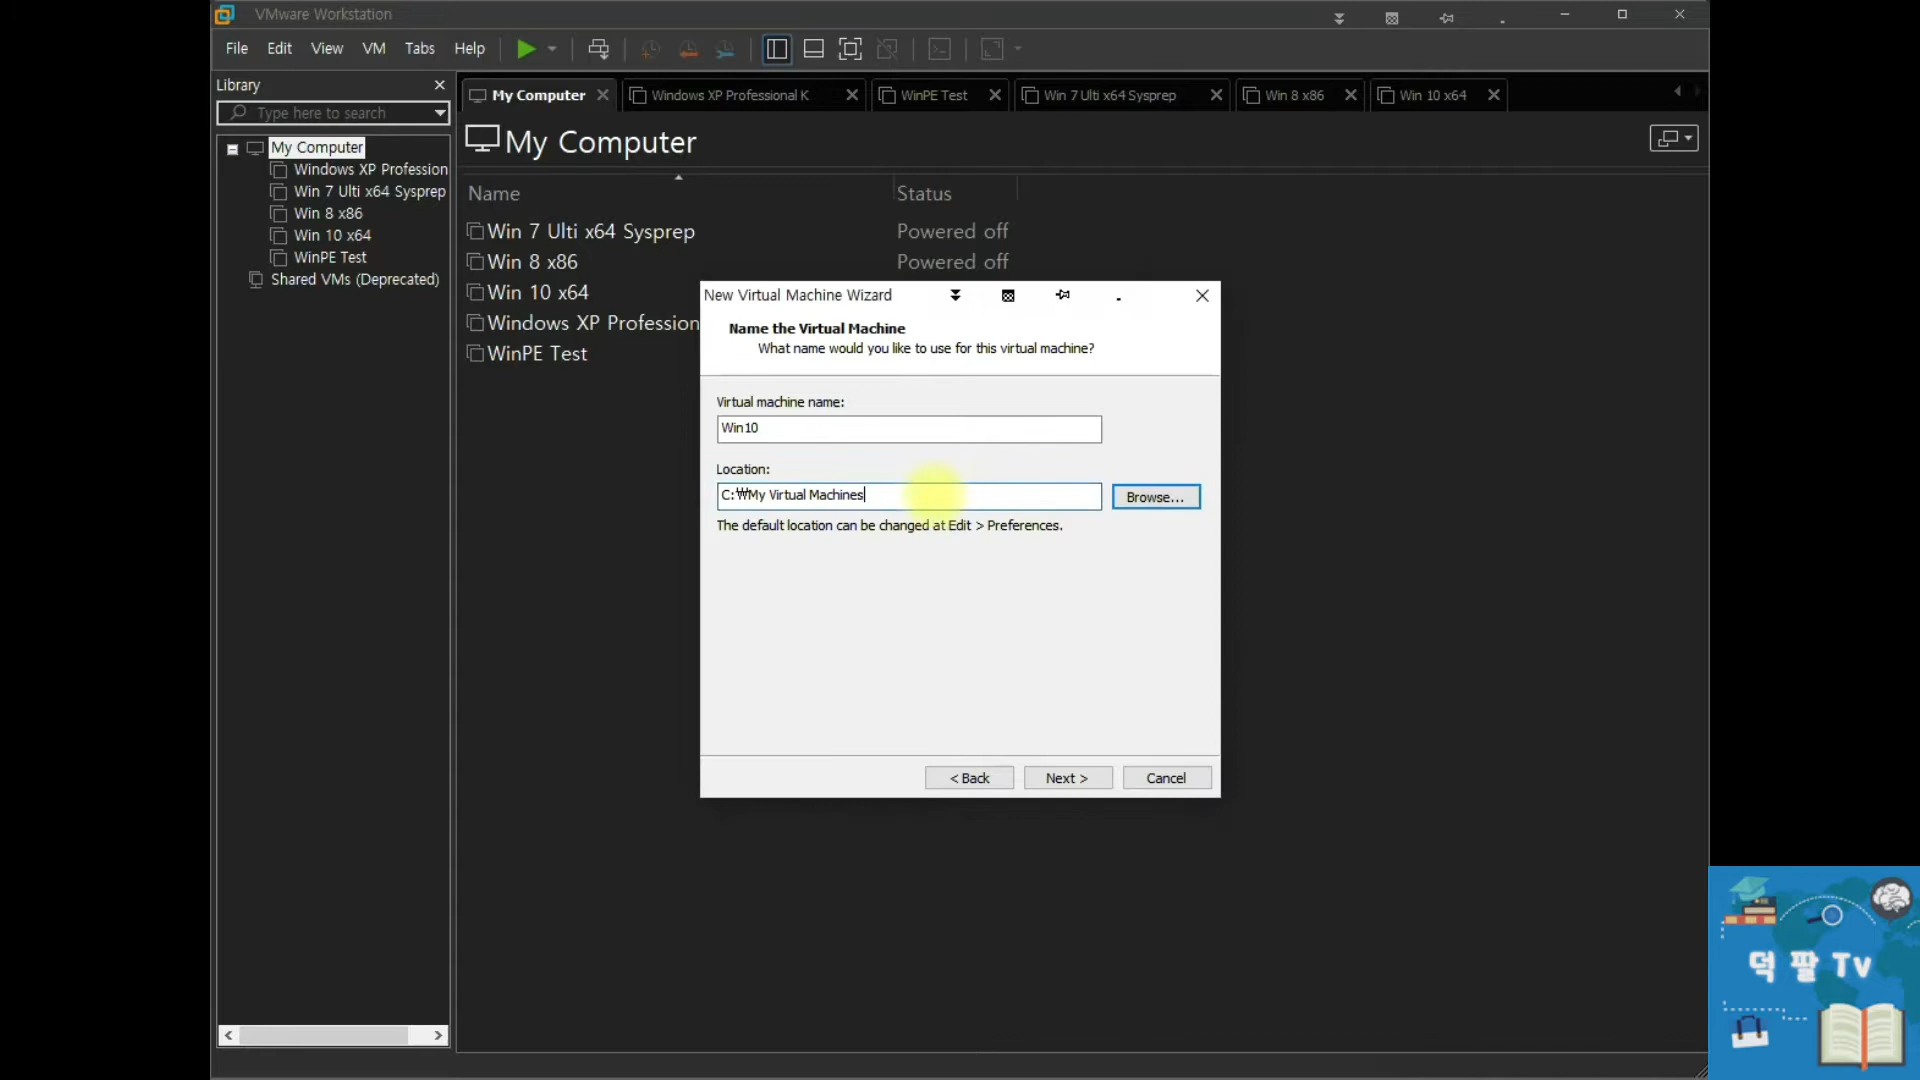 VMware Workstation
File Edit View VM Tabs Help
Library
Type here to search
My Computer
Windows XP Profession
Win 7 Ulti x64 Sysprep
Win 8 x86
Win 10 x64
WinPE Test
Shared VMs (Deprecated)
My Computer
Windows XP Professional K
WinPE Test
Win 7 Ulti x64 Sysprep
Win 8 x86
Win 10 x64
My Computer
Name Status
Win 7 Ulti x64 Sysprep Powered off
Win 8 x86 Powered off
Win 10 x64
Windows XP Profession
WinPE Test
New Virtual Machine Wizard
Name the Virtual Machine
What name would you like to use for this virtual machine?
Virtual machine name:
Win10
Location:
C:₩My Virtual Machines
Browse...
The default location can be changed at Edit > Preferences.
< Back
Next >
Cancel
덕 팔 Tv